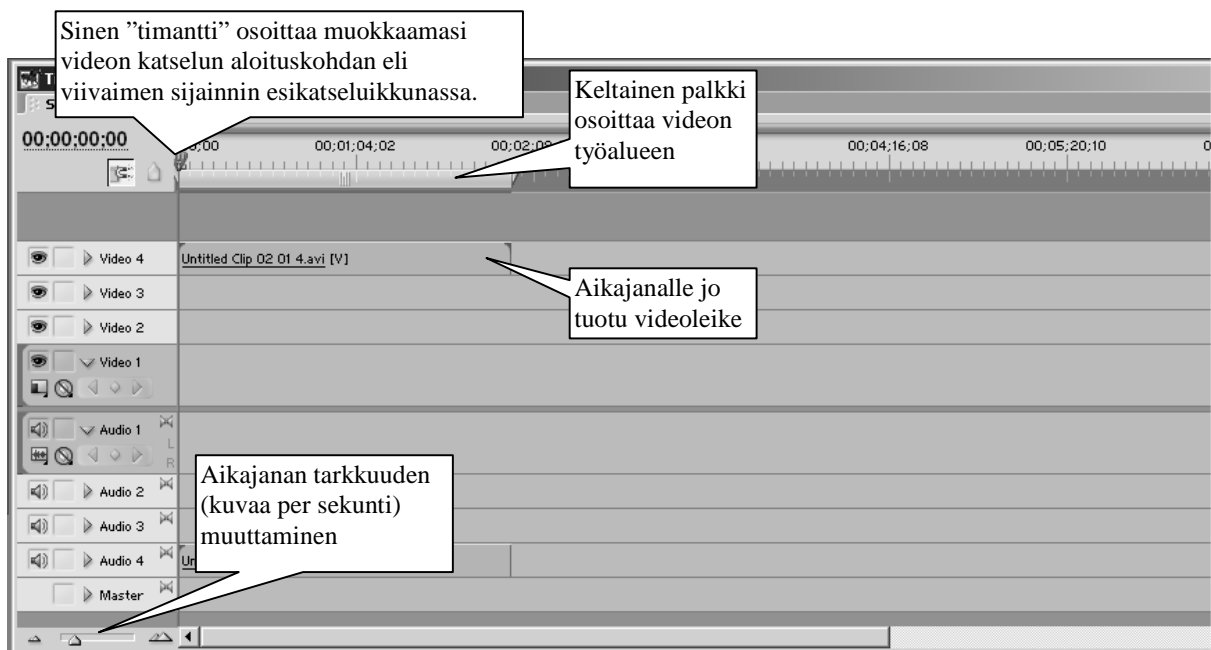 Sinen ”timantti” osoittaa muokkaamasi
videon katselun aloituskohdan eli
viivaimen sijainnin esikatseluikkunassa.
Keltainen palkki
osoittaa videon
työalueen
00;00;00;00
00;01;04;02
00;04;16;08
00;05;20;10
Video 4
Untitled Clip 02 01 4.avi [V]
Aikajanalle jo
tuotu videoleike
Video 3
Video 2
Video 1
Audio 1
L
R
Aikajanan tarkkuuden
(kuvaa per sekunti)
muuttaminen
Audio 2
Audio 3
Audio 4
Master